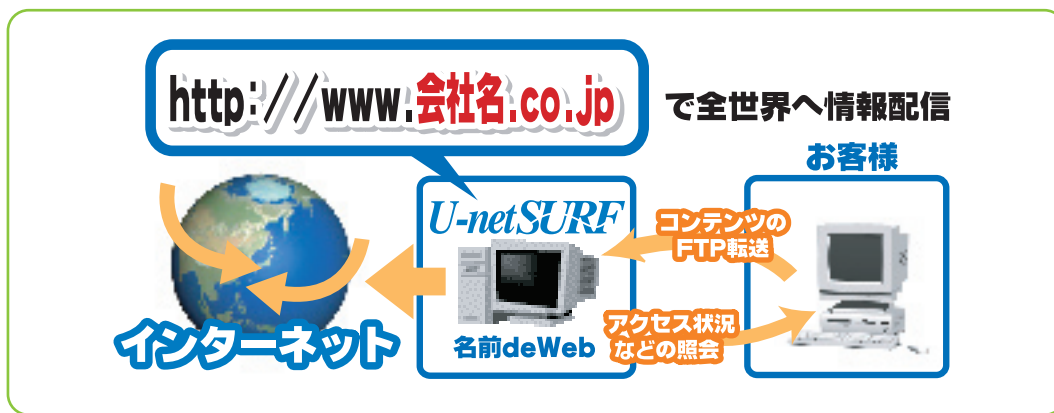 http://www.会社名.co.jp
で全世界へ情報配信
お客様
U-netSURF
コンテンツの
FTP転送
アクセス状況
などの照会
インターネット
名前deWeb